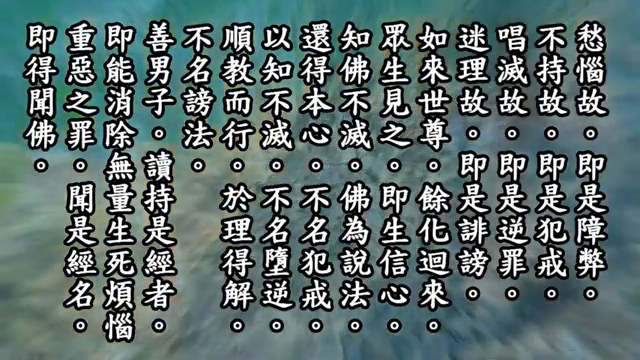 愁惱故。即是障弊。
不持故。即是犯戒。
唱滅故。即是逆罪。
迷理故。即是誹謗。
如來世尊。餘化迴來。
眾生見之。即生信心。
知佛不滅。佛為說法。
還得本心。不名犯戒。
以知不滅。不名墮逆。
順教而行。於理得解。
不名謗法。
善男子。讀持是經者。
即能消除無量生死煩惱
重惡之罪。聞是經名。
即得聞佛。